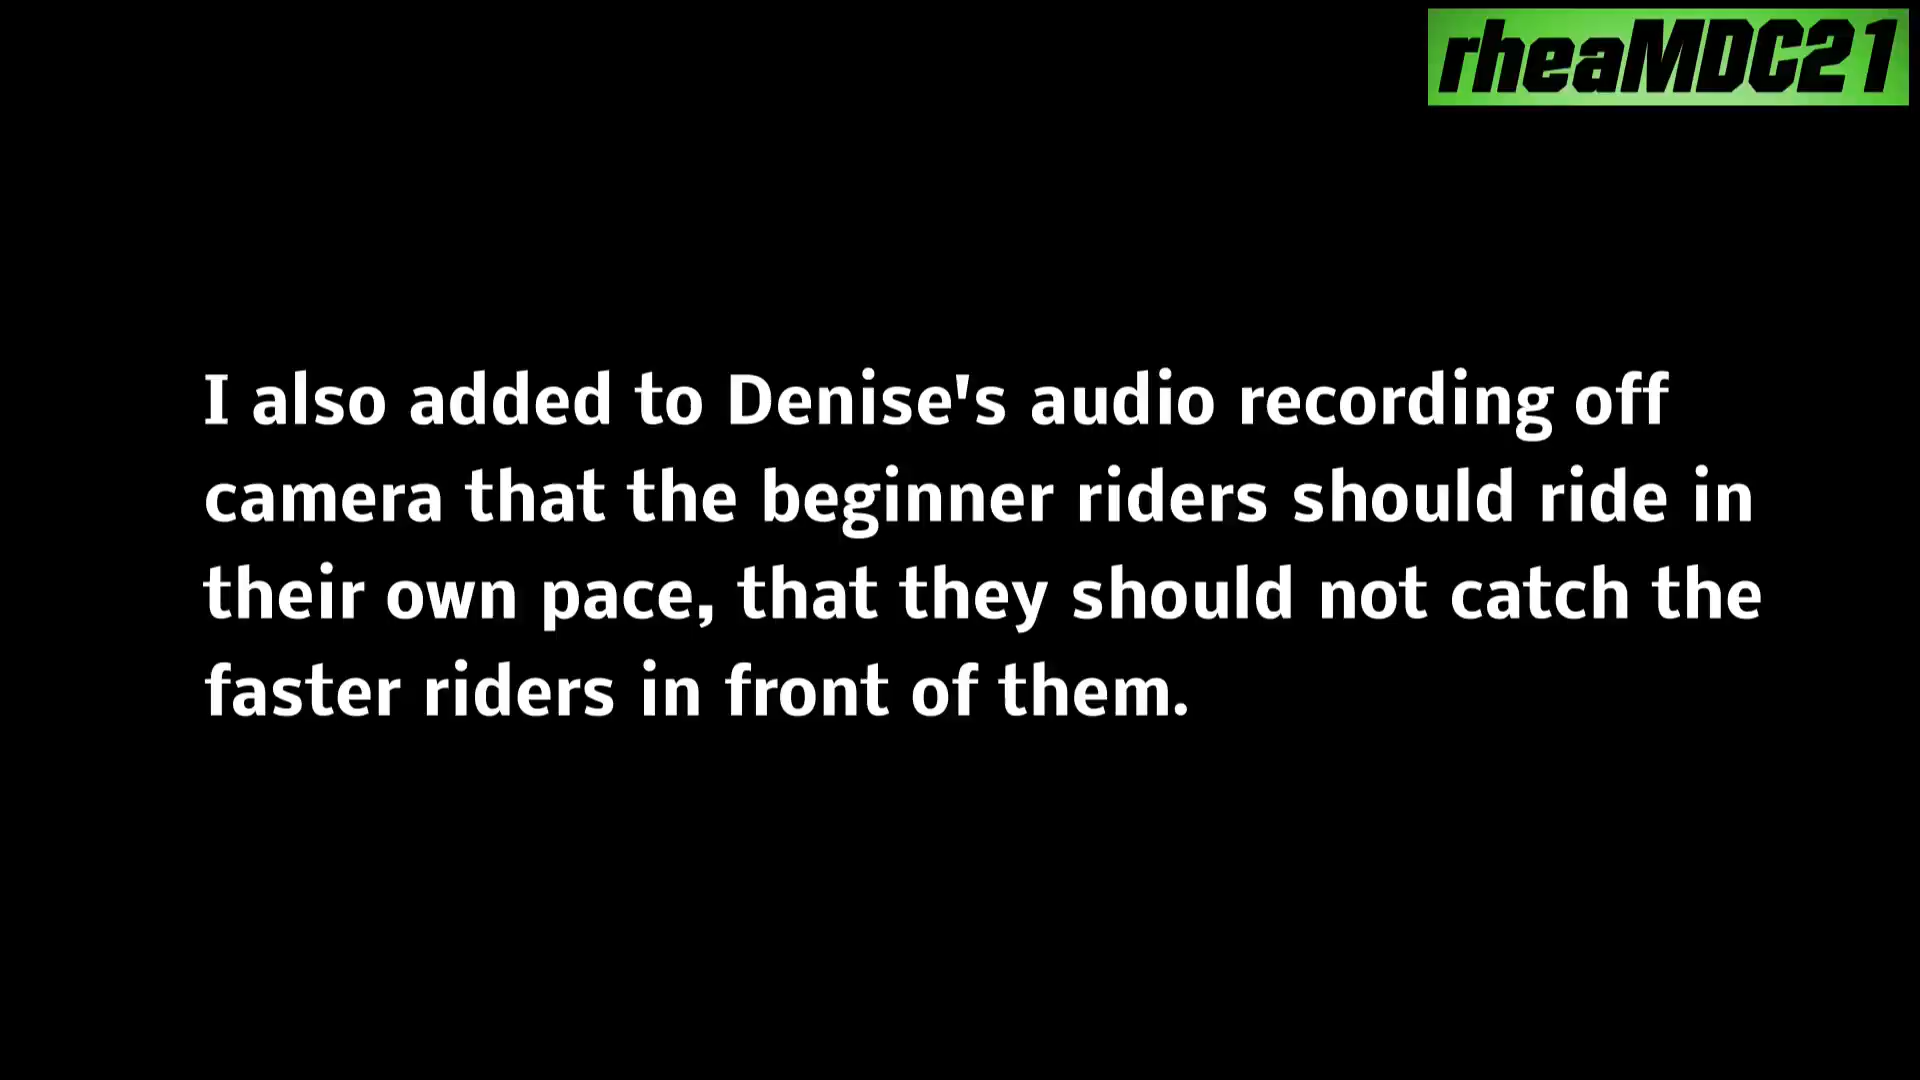 rheaMDC21
I also added to Denise's audio recording off
camera that the beginner riders should ride in
their own pace, that they should not catch the
faster riders in front of them.